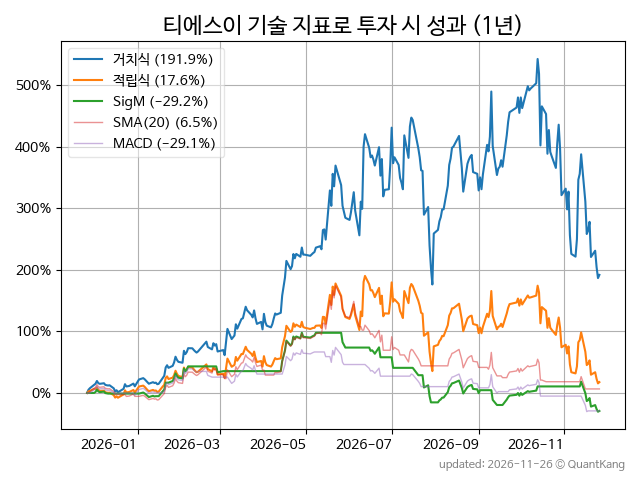 티에스이 기술 지표로 투자 시 성과 (1년)
거치식 (191.9%)
적립식 (17.6%)
SigM (−29.2%)
SMA(20) (6.5%)
MACD (−29.1%)
500%
400%
300%
200%
100%
0%
2026-01 2026-03 2026-05 2026-07 2026-09 2026-11
updated: 2026-11-26 © QuantKang